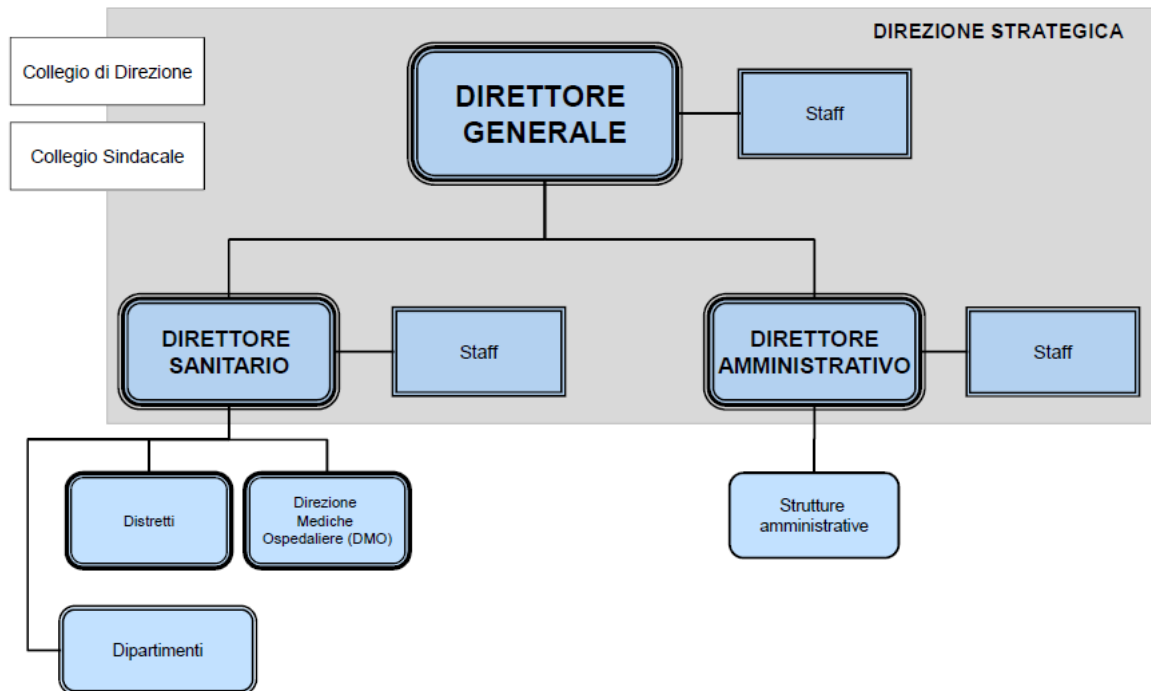 DIREZIONE STRATEGICA
Collegio di Direzione
Collegio Sindacale
DIRETTORE
GENERALE
Staff
DIRETTORE
SANITARIO
Staff
DIRETTORE
AMMINISTRATIVO
Staff
Distretti
Direzione
Mediche
Ospedaliere (DMO)
Strutture
amministrative
Dipartimenti